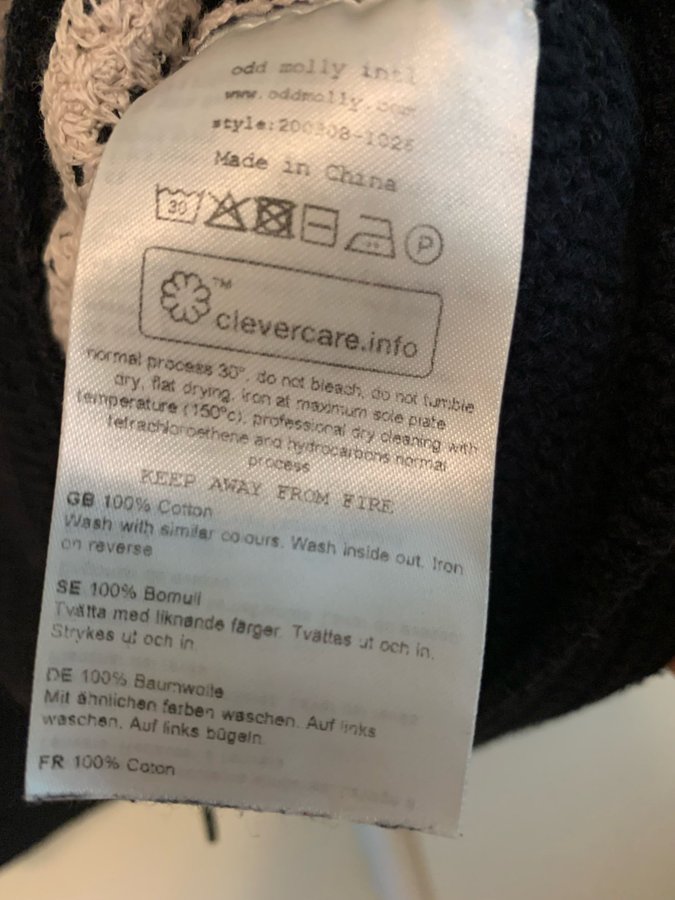 odd molly intl
www.oddmolly.com
style:200308-1026
Made in China
30
P
TM
clevercare.info
normal process 30°, do not bleach, do not tumble
dry, flat drying, iron at maximum sole plate
temperature (150°c), professional dry cleaning with
tetrachloroethene and hydrocarbons normal
process
KEEP AWAY FROM FIRE
GB 100% Cotton
Wash with similar colours. Wash inside out. Iron
on reverse
SE 100% Bomull
Tvätta med liknande färger. Tvättas ut och in.
Strykes ut och in.
DE 100% Baumwolle
Mit ähnlichen farben waschen. Auf links
waschen. Auf links bügeln.
FR 100% Coton